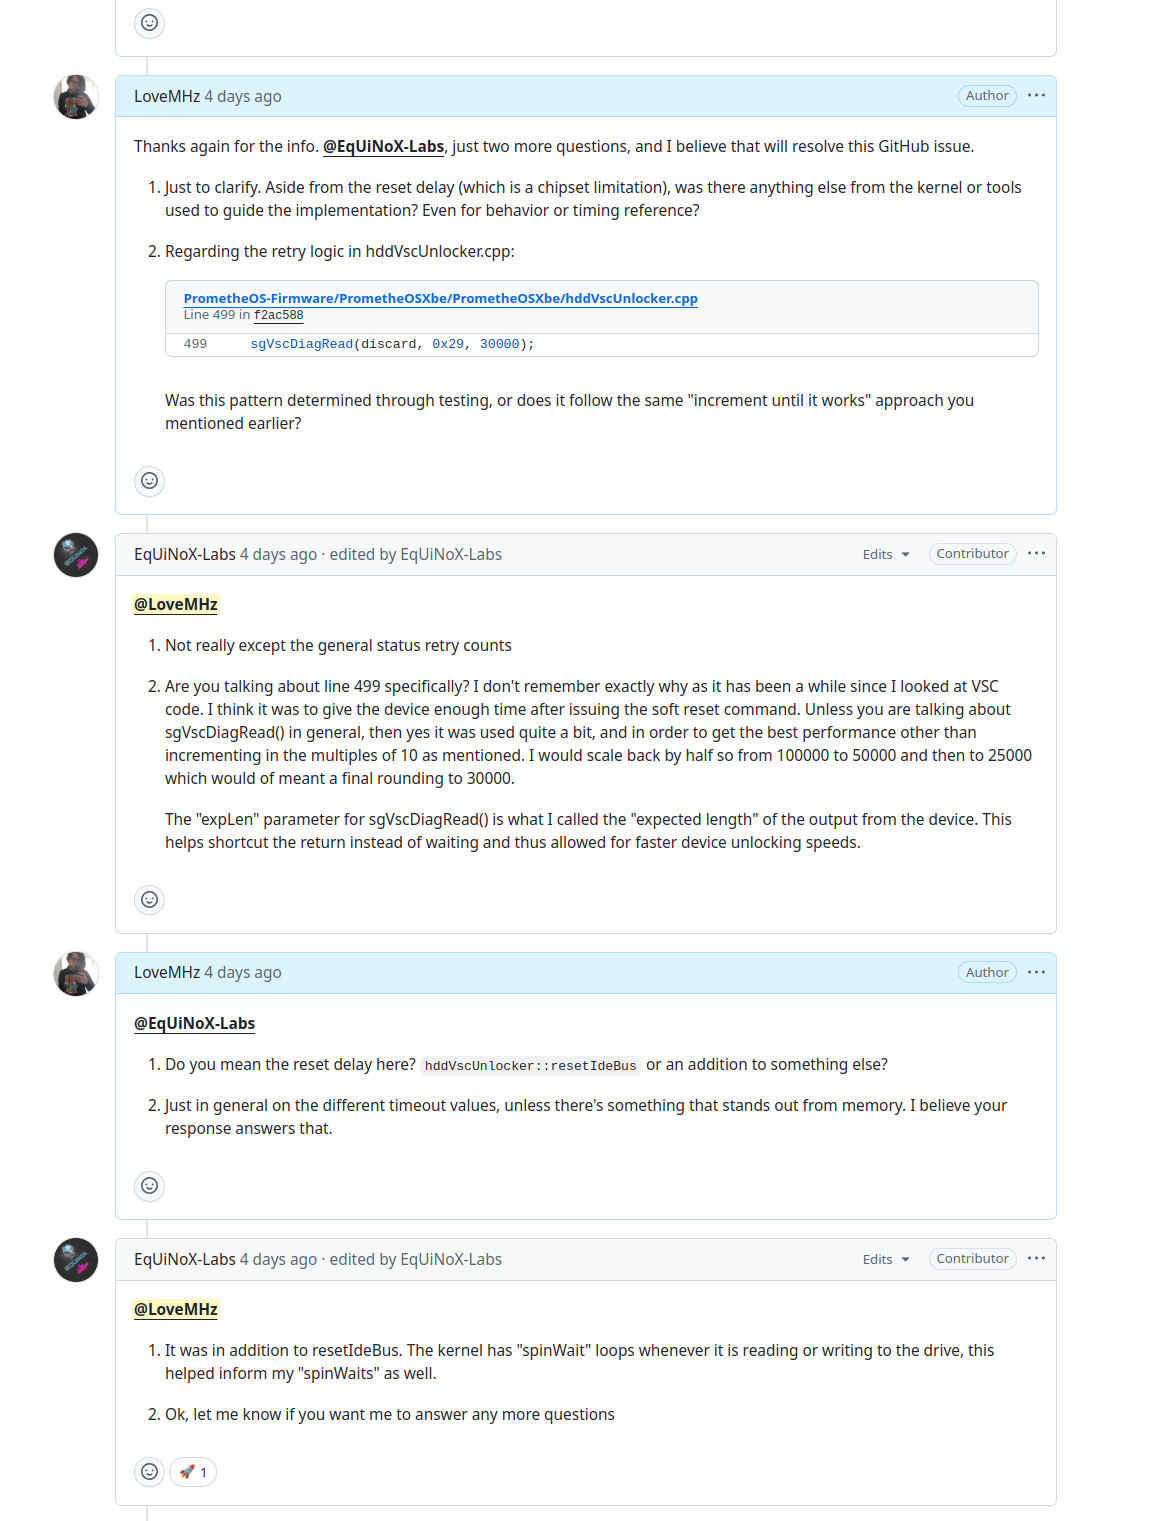 LoveMHz 4 days ago
Author
Thanks again for the info. @EqUiNoX-Labs, just two more questions, and I believe that will resolve this GitHub issue.
1. Just to clarify. Aside from the reset delay (which is a chipset limitation), was there anything else from the kernel or tools
used to guide the implementation? Even for behavior or timing reference?
2. Regarding the retry logic in hddVscUnlocker.cpp:
PrometheOS-Firmware/PrometheOSXbe/PrometheOSXbe/hddVscUnlocker.cpp
Line 499 in f2ac588
499 sgVscDiagRead(discard, 0x29, 30000);
Was this pattern determined through testing, or does it follow the same "increment until it works" approach you
mentioned earlier?
EqUiNoX-Labs 4 days ago · edited by EqUiNoX-Labs
Edits
Contributor
@LoveMHz
1. Not really except the general status retry counts
2. Are you talking about line 499 specifically? I don't remember exactly why as it has been a while since I looked at VSC
code. I think it was to give the device enough time after issuing the soft reset command. Unless you are talking about
sgVscDiagRead() in general, then yes it was used quite a bit, and in order to get the best performance other than
incrementing in the multiples of 10 as mentioned. I would scale back by half so from 100000 to 50000 and then to 25000
which would of meant a final rounding to 30000.
The "expLen" parameter for sgVscDiagRead() is what I called the "expected length" of the output from the device. This
helps shortcut the return instead of waiting and thus allowed for faster device unlocking speeds.
LoveMHz 4 days ago
Author
@EqUiNoX-Labs
1. Do you mean the reset delay here? hddVscUnlocker::resetIdeBus or an addition to something else?
2. Just in general on the different timeout values, unless there's something that stands out from memory. I believe your
response answers that.
EqUiNoX-Labs 4 days ago · edited by EqUiNoX-Labs
Edits
Contributor
@LoveMHz
1. It was in addition to resetIdeBus. The kernel has "spinWait" loops whenever it is reading or writing to the drive, this
helped inform my "spinWaits" as well.
2. Ok, let me know if you want me to answer any more questions
🚀 1